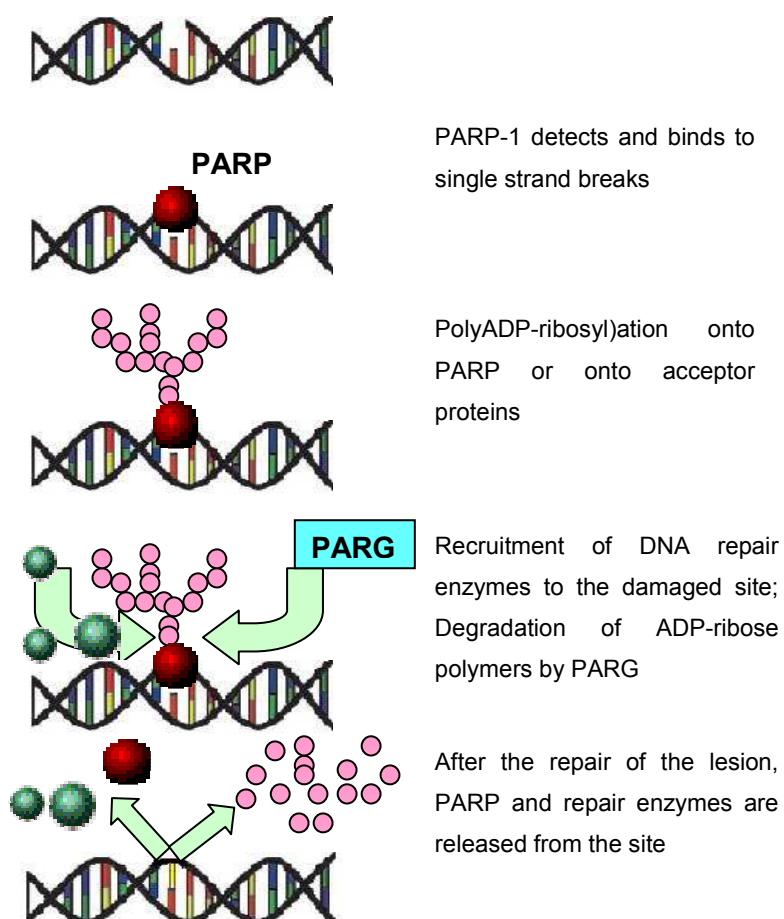 PARP-1 detects and binds to
single strand breaks
PARP
PolyADP-ribosyl)ation onto
PARP or onto acceptor
proteins
PARG
Recruitment of DNA repair
enzymes to the damaged site;
Degradation of ADP-ribose
polymers by PARG
After the repair of the lesion,
PARP and repair enzymes are
released from the site